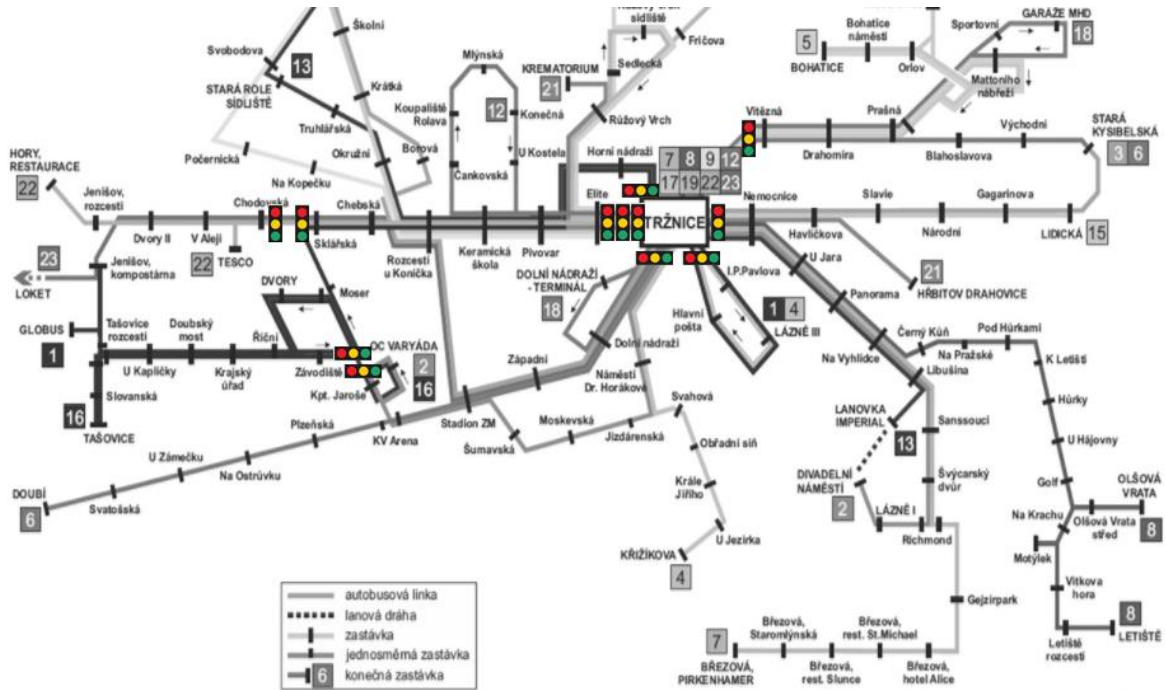 sídliště
Fričova
Sedlecká
KREMATORIUM
21
Růžový Vrch
Školní
Svobodova
13
STARÁ ROLE
SÍDLIŠTĚ
Krátká
Truhlářská
Počernická
Okružní
Borová
Na Kopečku
Mlýnská
Koupaliště
Rolava
12
Konečná
U Kostela
Čankovská
Bohatice
náměstí
5
BOHATICE
Orlov
Sportovní
GARÁŽE MHD
18
Mattoniho
nábřeží
Prašná
Vítězná
Drahomíra
Východní
Blahoslavova
STARÁ
KYSIBELSKÁ
3 6
HORY,
RESTAURACE
22
Jenišov,
rozcestí
Dvory II
V Aleji
Chodovská
22
TESCO
Sklářská
Chebská
Rozcestí
u Koníčka
Keramická
škola
Pivovar
Elite
Horní nádraží
7 8 9 12
17 19 22 23
TRŽNICE
Nemocnice
Havlíčkova
Slavie
Národní
Gagarinova
LIDICKÁ
15
U Jara
21
HŘBITOV DRAHOVICE
Panorama
Na Vyhlídce
Černý Kůň
Na Pražské
Pod Hůrkami
K Letišti
Hůrky
U Hájovny
Golf
OLŠOVÁ
VRATA
Olšová Vrata
střed
8
Na Krachu
Motýlek
Vítkova
hora
8
LETIŠTĚ
Letiště
rozcestí
Libušina
LANOVKA
IMPERIAL
13
Sanssouci
DIVADELNÍ
NÁMĚSTÍ
2
Švýcarský
dvůr
LÁZNĚ I
Richmond
Gejzírpark
Březová,
Staromlýnská
Březová,
rest. St.Michael
7
BŘEZOVÁ,
PIRKENHAMER
Březová,
rest. Slunce
Březová,
hotel Alice
23
LOKET
Jenišov,
kompostárna
DVORY
Moser
GLOBUS
1
Tašovice
rozcestí
Doubský
most
Říční
U Kapličky
Krajský
úřad
Závodiště
OC VARYÁDA
2
16
Kpt. Jaroše
Slovanská
16
TAŠOVICE
KV Arena
Plzeňská
U Zámečku
Na Ostrůvku
DOUBÍ
6
Svatošská
Stadion ZM
Západní
DOLNÍ NÁDRAŽÍ
- TERMINÁL
18
Dolní nádraží
Náměstí
Dr. Horákové
I.P.Pavlova
Hlavní
pošta
1 4
LÁZNĚ III
Šumavská
Moskevská
Jízdárenská
Svahová
Obřadní síň
Krále
Jiřího
U Jezírka
KŘIŽÍKOVA
4
autobusová linka
lanová dráha
zastávka
jednosměrná zastávka
6 konečná zastávka